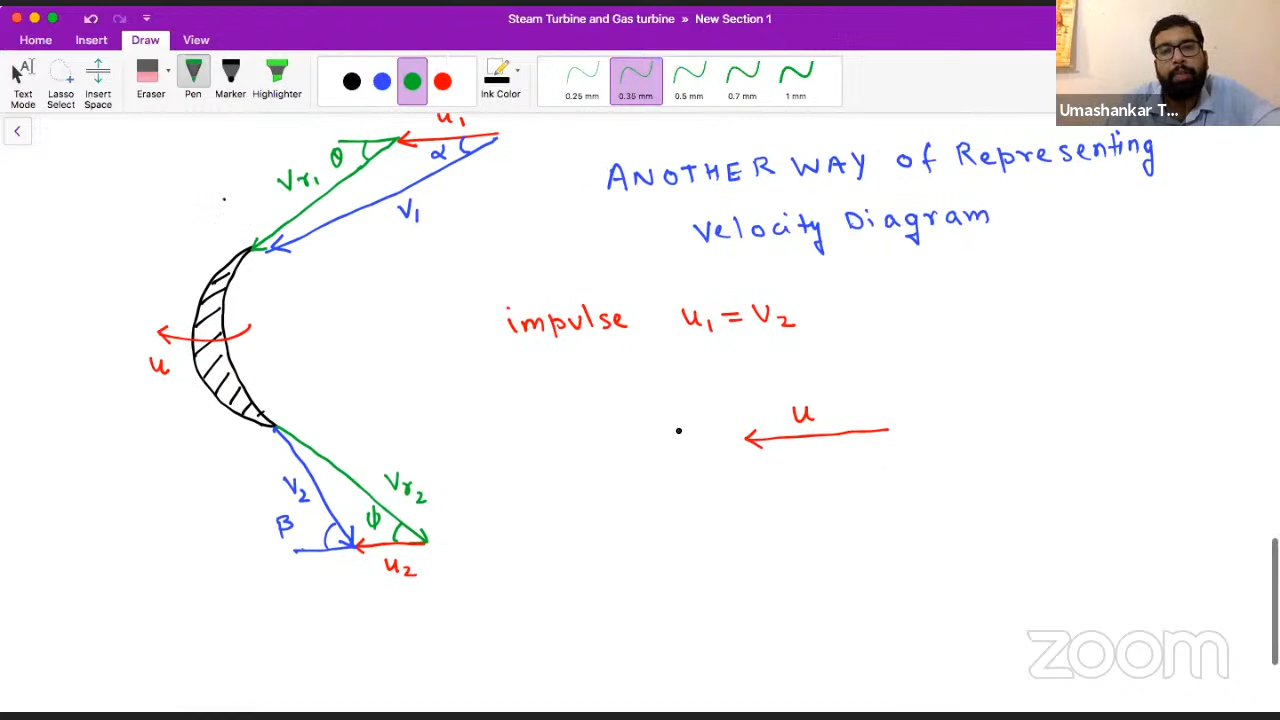 Steam Turbine and Gas turbine » New Section 1
Home Insert Draw View
Text Mode
Lasso Select
Insert Space
Eraser
Pen
Marker
Highlighter
Ink Color
0.25 mm
0.35 mm
0.5 mm
0.7 mm
1 mm
Umashankar T...
u1
θ
α
Vr1
V1
ANOTHER WAY of Representing
Velocity Diagram
impulse u1 = V2
u
u
V2
Vr2
β
φ
u2
zoom